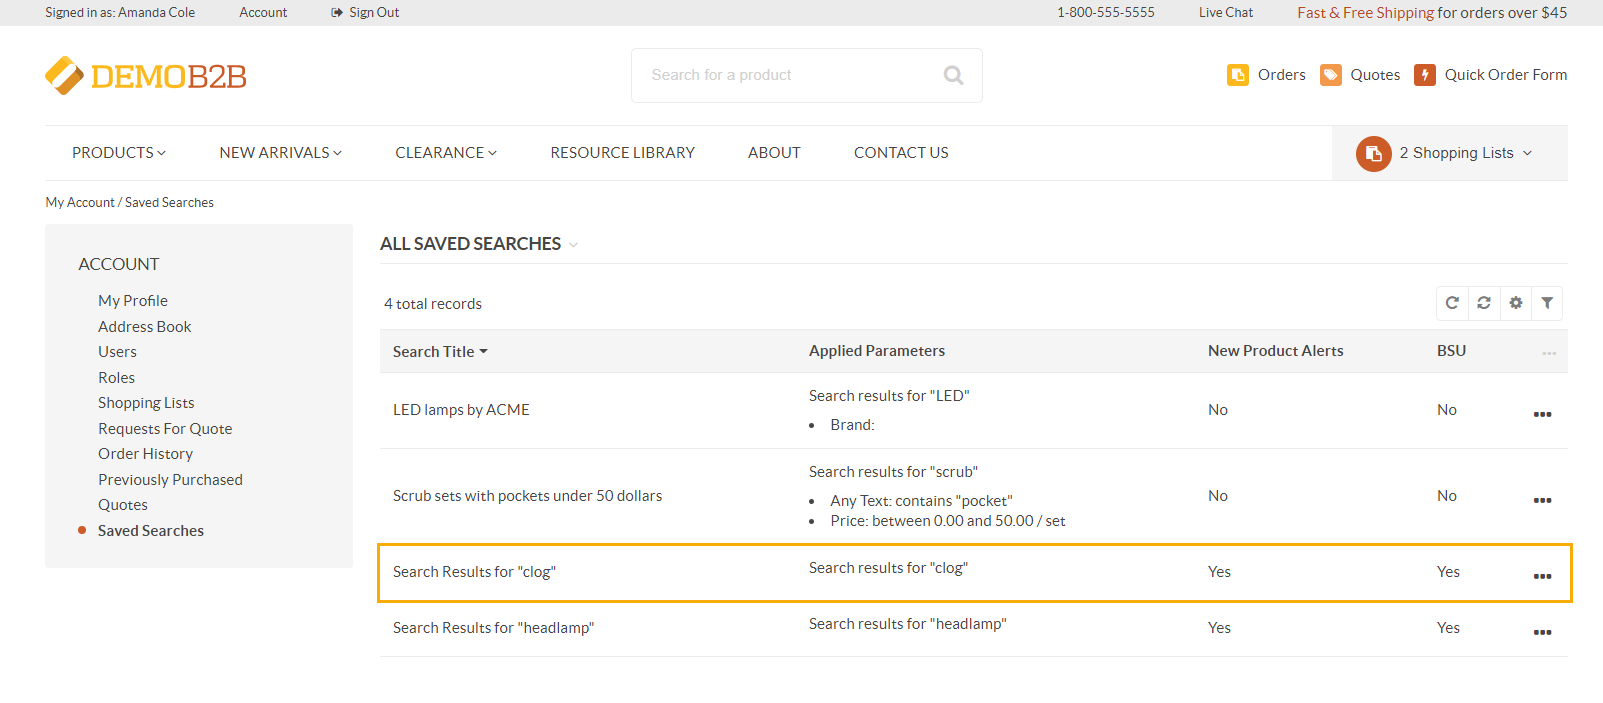 Signed in as: Amanda Cole Account Sign Out 1-800-555-5555 Live Chat Fast & Free Shipping for orders over $45
DEMOB2B Search for a product Orders Quotes Quick Order Form
PRODUCTS NEW ARRIVALS CLEARANCE RESOURCE LIBRARY ABOUT CONTACT US 2 Shopping Lists
My Account / Saved Searches
ACCOUNT
My Profile
Address Book
Users
Roles
Shopping Lists
Requests For Quote
Order History
Previously Purchased
Quotes
Saved Searches
ALL SAVED SEARCHES
4 total records
Search Title Applied Parameters New Product Alerts BSU ...
LED lamps by ACME Search results for "LED" No No ...
• Brand:
Scrub sets with pockets under 50 dollars Search results for "scrub" No No ...
• Any Text: contains "pocket"
• Price: between 0.00 and 50.00 / set
Search Results for "clog" Search results for "clog" Yes Yes ...
Search Results for "headlamp" Search results for "headlamp" Yes Yes ...